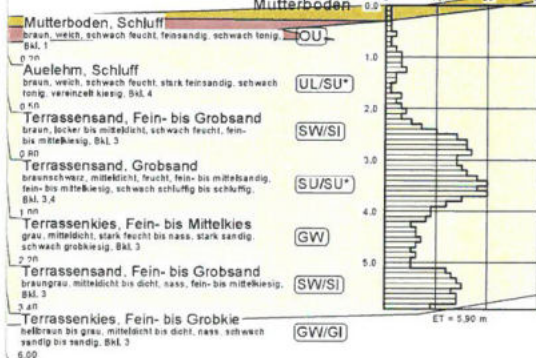 Mutterboden
Mutterboden, Schluff
braun, weich, schwach feucht, feinsandig, schwach tonig,
Bkl. 1
OU
0.20
Auelehm, Schluff
braun, weich, schwach feucht, stark feinsandig, schwach
tonig, vereinzelt kiesig, Bkl. 4
UL/SU*
0.50
Terrassensand, Fein- bis Grobsand
braun, locker bis mitteldicht, schwach feucht, fein-
bis mittelkiesig, Bkl. 3
SW/SI
0.80
Terrassensand, Grobsand
braunschwarz, mitteldicht, feucht, fein- bis mittelsandig,
fein- bis mittelkiesig, schwach schluffig bis schluffig,
Bkl. 3,4
SU/SU*
1.00
Terrassenkies, Fein- bis Mittelkies
grau, mitteldicht, stark feucht bis nass, stark sandig,
schwach grobkiesig, Bkl. 3
GW
2.20
Terrassensand, Fein- bis Grobsand
braungrau, mitteldicht bis dicht, nass, fein- bis mittelkiesig,
Bkl. 3
SW/SI
3.40
Terrassenkies, Fein- bis Grobkie
hellbraun bis grau, mitteldicht bis dicht, nass, schwach
sandig bis sandig, Bkl. 3
GW/GI
6.00
0.0
1.0
2.0
3.0
4.0
5.0
ET = 5,90 m